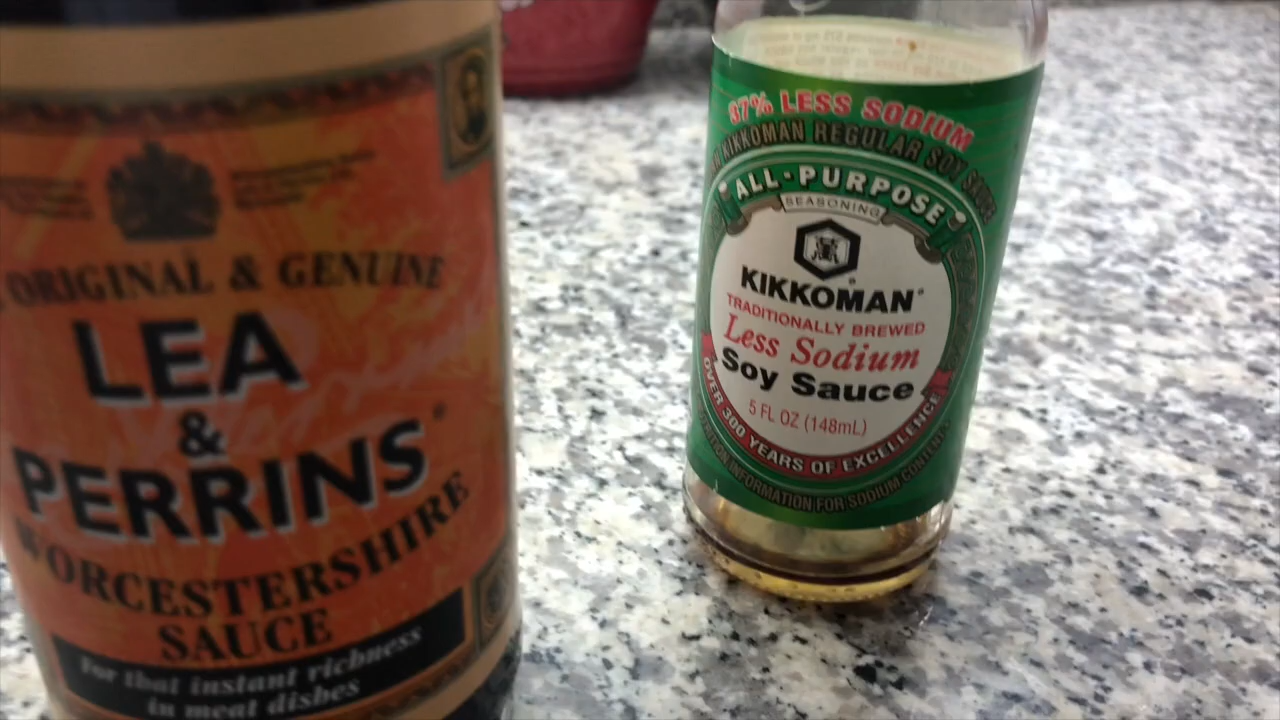 ORIGINAL & GENUINE
LEA
&
PERRINS
WORCESTERSHIRE
SAUCE
For that instant richness
in meat dishes
37% LESS SODIUM
KIKKOMAN REGULAR SOY SAUCE
ALL-PURPOSE
SEASONING
KIKKOMAN®
TRADITIONALLY BREWED
Less Sodium
Soy Sauce
5 FL OZ (148mL)
OVER 300 YEARS OF EXCELLENCE
INFORMATION FOR SODIUM CONTENT